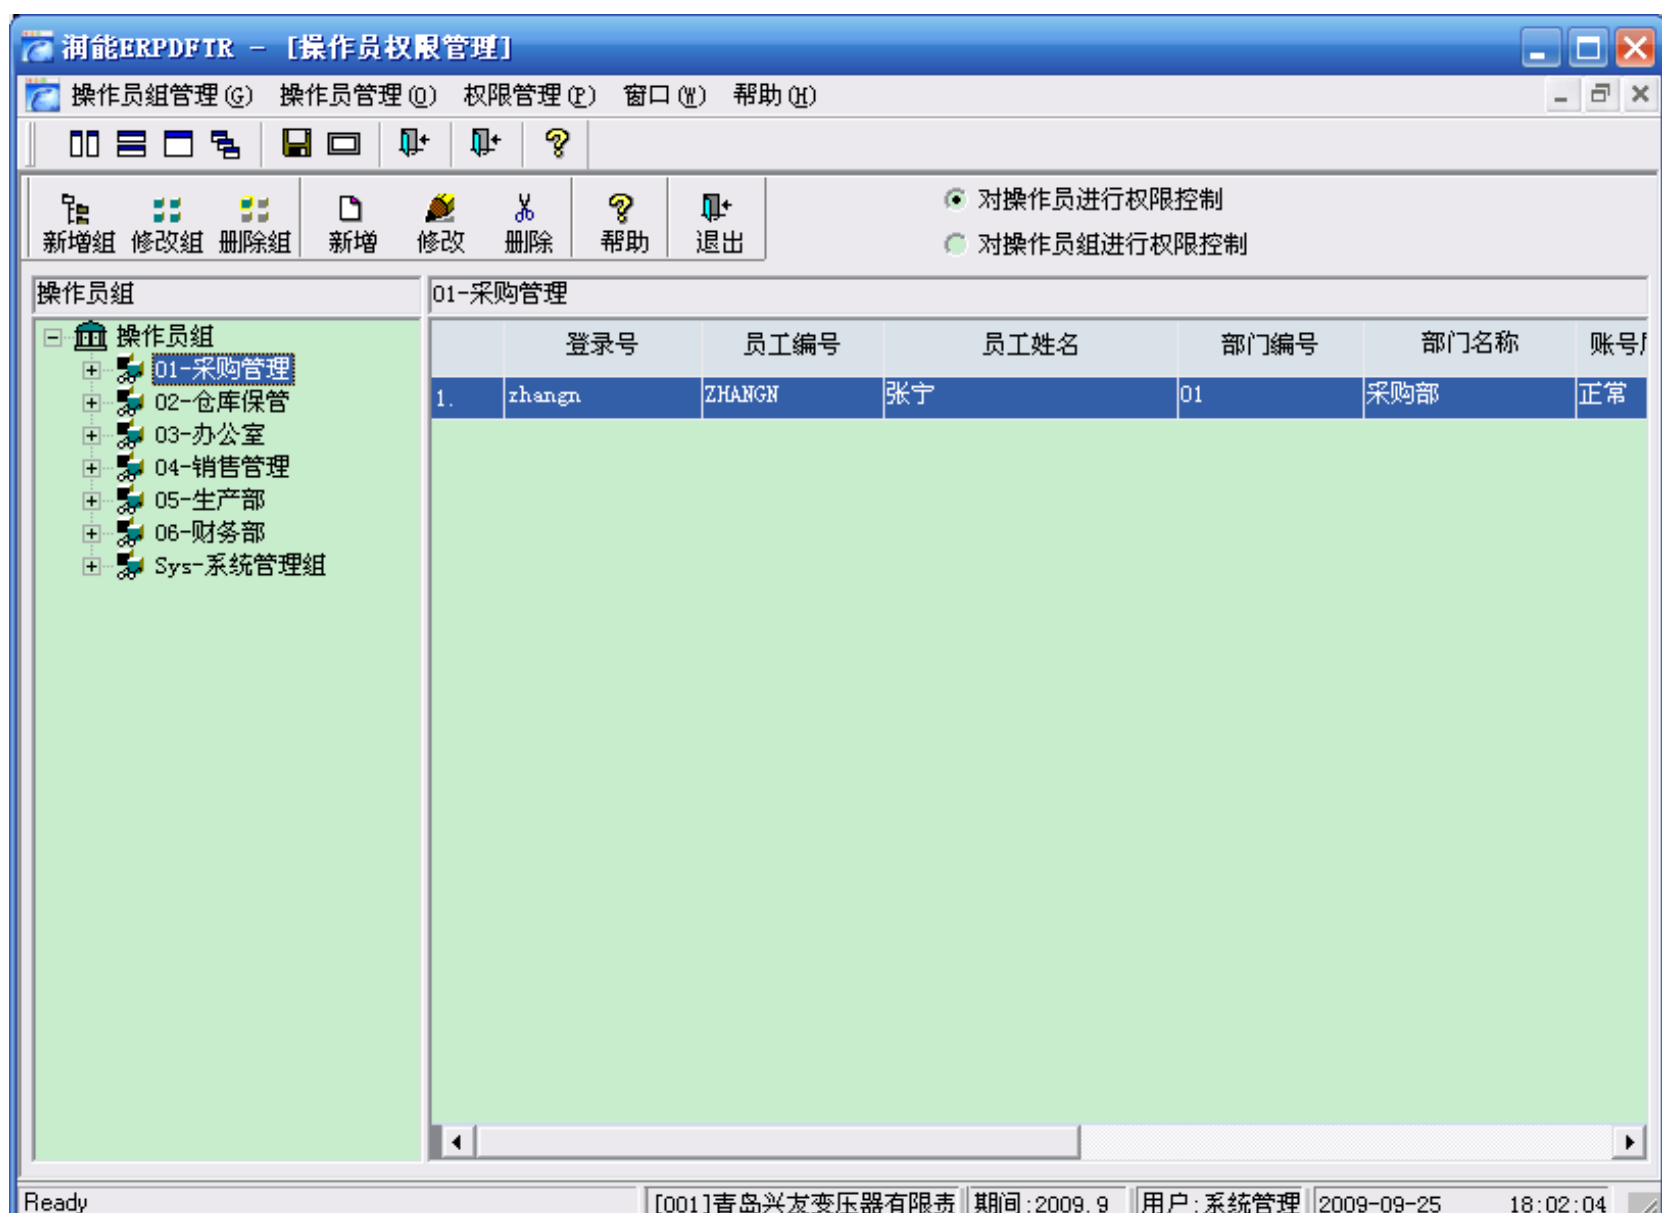 润能ERPDFTR - [操作员权限管理]
操作员组管理(G) 操作员管理(O) 权限管理(P) 窗口(W) 帮助(H)
新增组 修改组 删除组 新增 修改 删除 帮助 退出
对操作员进行权限控制
对操作员组进行权限控制
操作员组 01-采购管理
操作员组
01-采购管理
02-仓库保管
03-办公室
04-销售管理
05-生产部
06-财务部
Sys-系统管理组
登录号 员工编号 员工姓名 部门编号 部门名称 账号
1. zhangn ZHANGN 张宁 01 采购部 正常
Ready [001]青岛兴友变压器有限责 期间:2009.9 用户:系统管理 2009-09-25 18:02:04